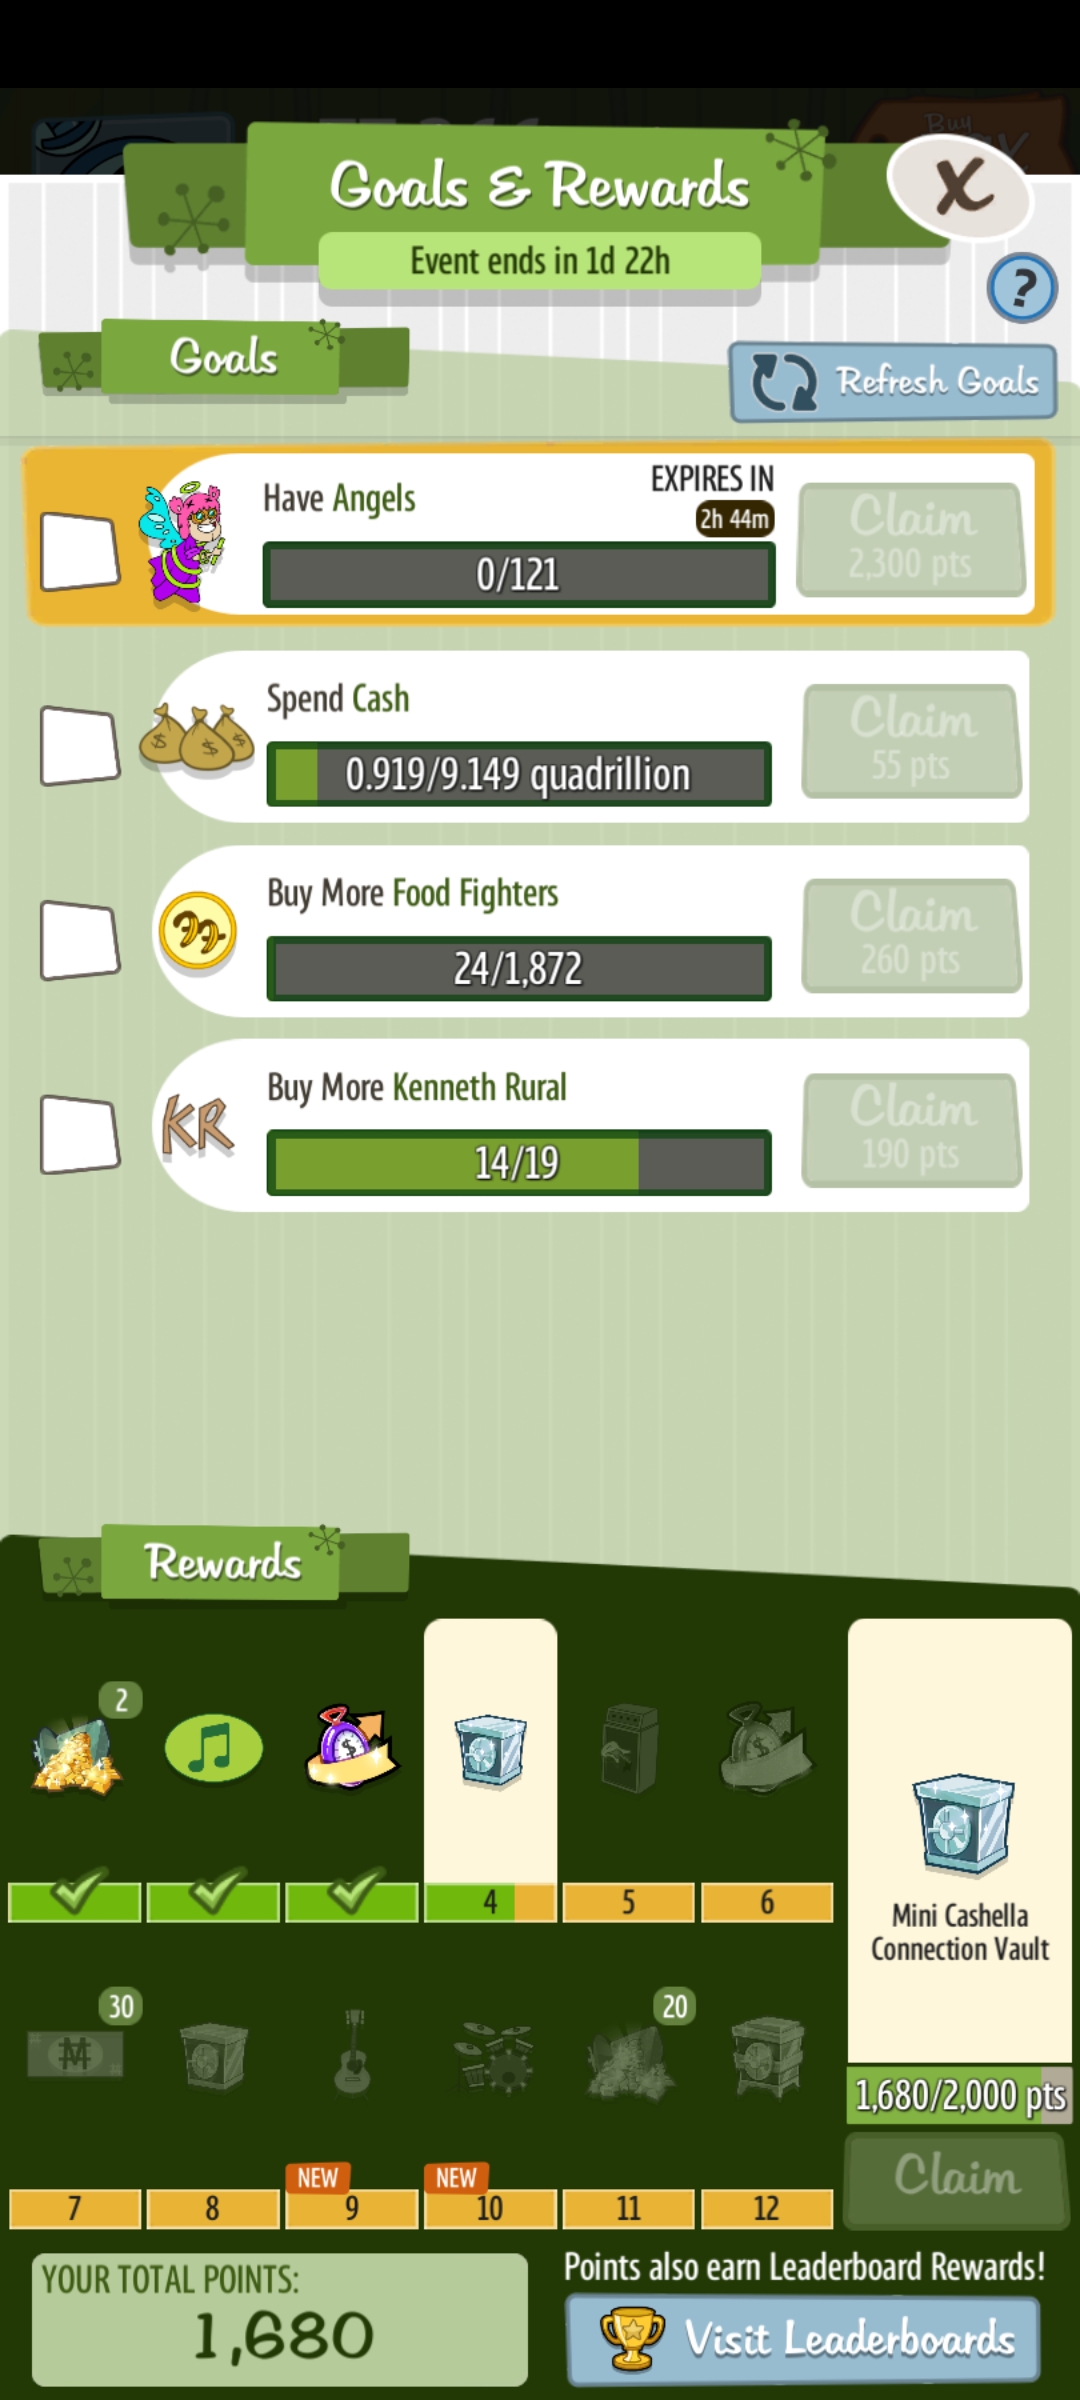 Buy
Goals & Rewards
X
Event ends in 1d 22h
?
Goals
Refresh Goals
Have Angels
EXPIRES IN
2h 44m
0/121
Claim
2,300 pts
Spend Cash
0.919/9.149 quadrillion
Claim
55 pts
Buy More Food Fighters
24/1,872
Claim
260 pts
KR
Buy More Kenneth Rural
14/19
Claim
190 pts
Rewards
2
4
5
6
Mini Cashella
Connection Vault
30
20
1,680/2,000 pts
Claim
NEW
NEW
7
8
9
10
11
12
YOUR TOTAL POINTS:
1,680
Points also earn Leaderboard Rewards!
Visit Leaderboards